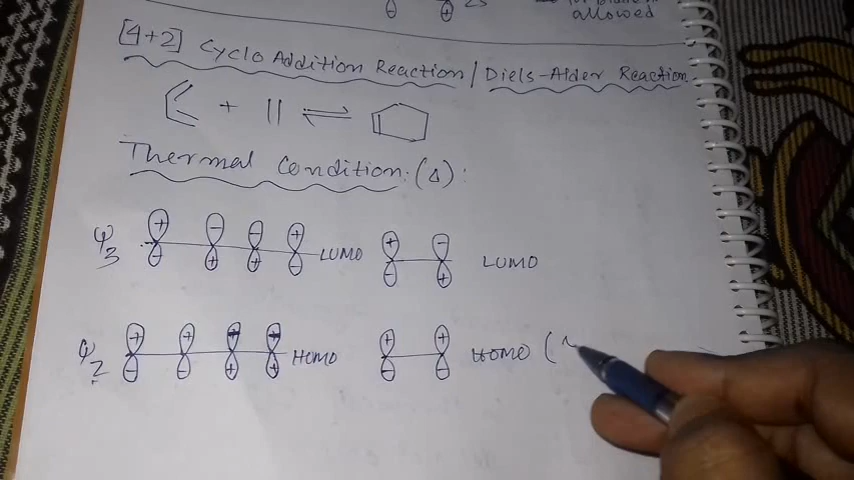 allowed
[4+2] Cyclo Addition Reaction / Diels-Alder Reaction
+
Thermal Condition: (Δ):
Ψ3 + - - + LUMO + - LUMO
- + + - - +
Ψ2 + + - - HOMO + + HOMO (
- - + + - -